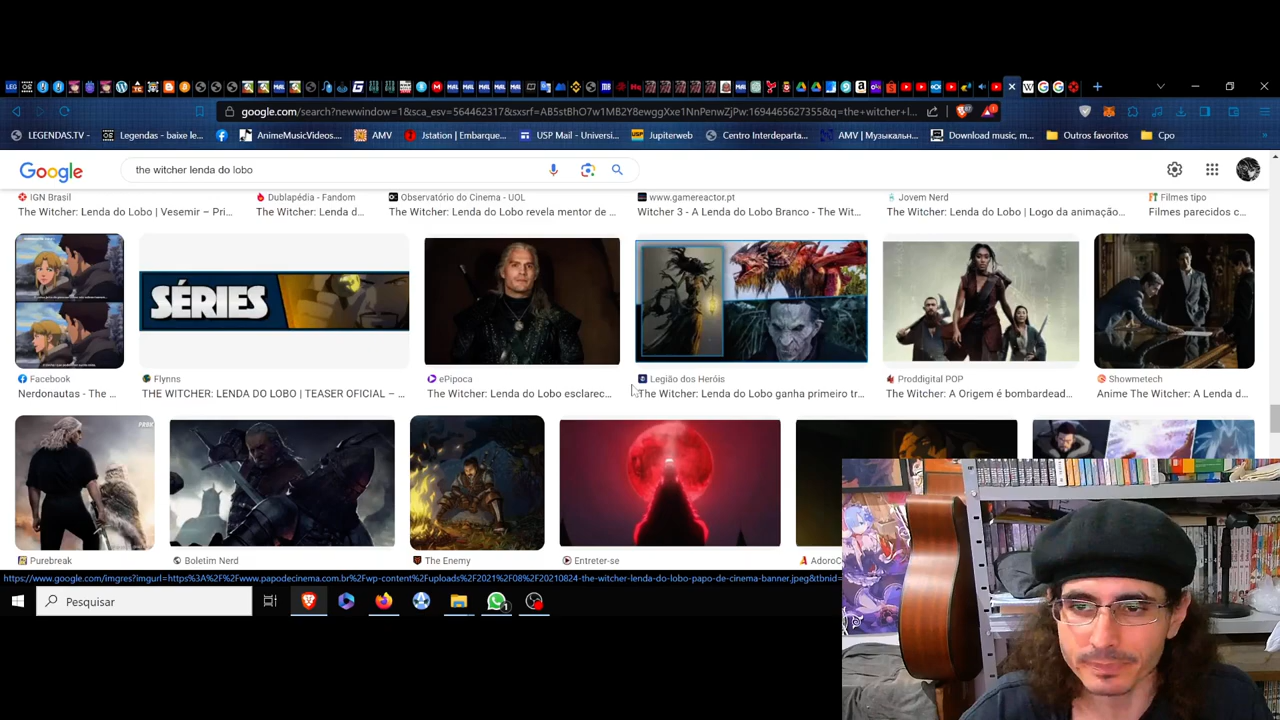 google.com/search?newwindow=1&sca_esv=564462317&sxsrf=AB5stBhO7w1MB2Y8ewggXxe1NnPenwZjPw:1694465627355&q=the+witcher+l...
LEGENDAS.TV -
Legendas - baixe le...
AnimeMusicVideos....
AMV
Jstation | Embarque...
USP Mail - Universi...
Jupiterweb
Centro Interdeparta...
AMV | Музыкальн...
Download music, m...
Outros favoritos
Cpo
Google
the witcher lenda do lobo
IGN Brasil
Dublapédia - Fandom
Observatório do Cinema - UOL
www.gamereactor.pt
Jovem Nerd
Filmes tipo
The Witcher: Lenda do Lobo | Vesemir – Pri...
The Witcher: Lenda d...
The Witcher: Lenda do Lobo revela mentor de ...
Witcher 3 - A Lenda do Lobo Branco - The Wit...
The Witcher: Lenda do Lobo | Logo da animação...
Filmes parecidos c...
SÉRIES
Facebook
Flynns
ePipoca
Legião dos Heróis
Proddigital POP
Showmetech
Nerdonautas - The ...
THE WITCHER: LENDA DO LOBO | TEASER OFICIAL – ...
The Witcher: Lenda do Lobo esclarec...
The Witcher: Lenda do Lobo ganha primeiro tr...
The Witcher: A Origem é bombardead...
Anime The Witcher: A Lenda d...
Purebreak
Boletim Nerd
The Enemy
Entreter-se
AdoroC
https://www.google.com/imgres?imgurl=https%3A%2F%2Fwww.papodecinema.com.br%2Fwp-content%2Fuploads%2F2021%2F08%2F20210824-the-witcher-lenda-do-lobo-papo-de-cinema-banner.jpeg&tbnid=
Pesquisar